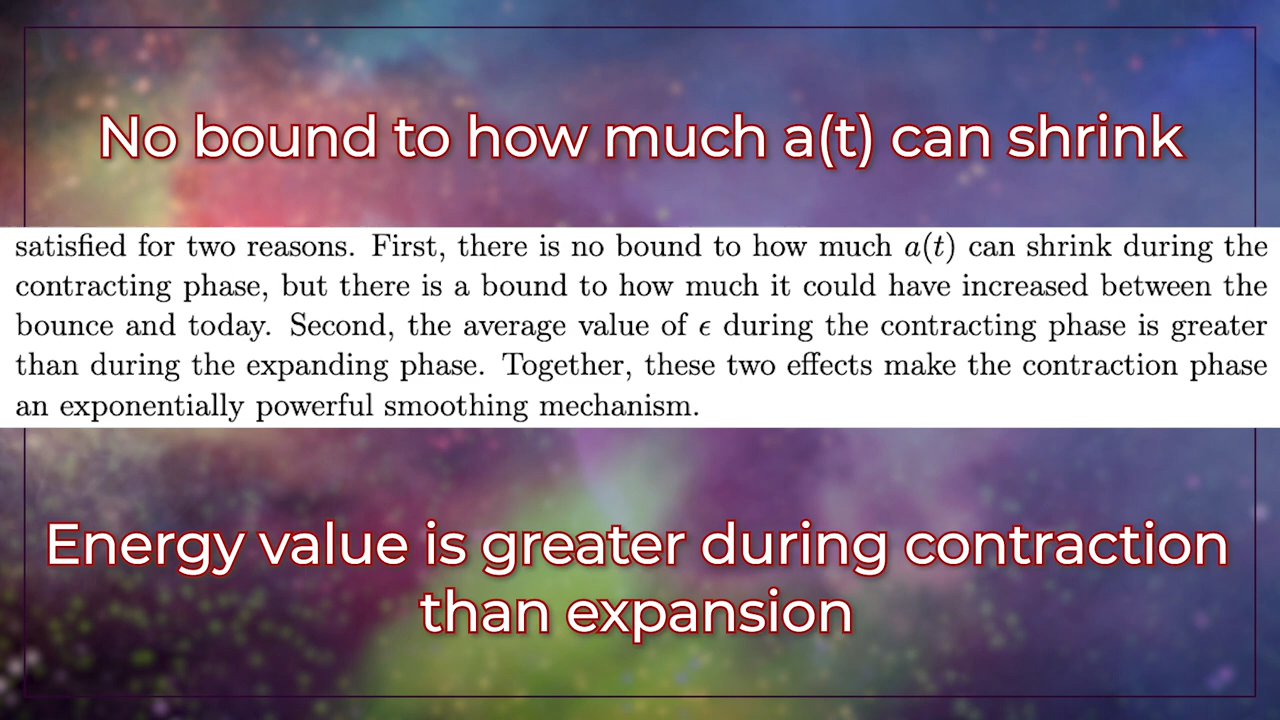 No bound to how much a(t) can shrink
satisfied for two reasons. First, there is no bound to how much a(t) can shrink during the
contracting phase, but there is a bound to how much it could have increased between the
bounce and today. Second, the average value of ϵ during the contracting phase is greater
than during the expanding phase. Together, these two effects make the contraction phase
an exponentially powerful smoothing mechanism.
Energy value is greater during contraction
than expansion